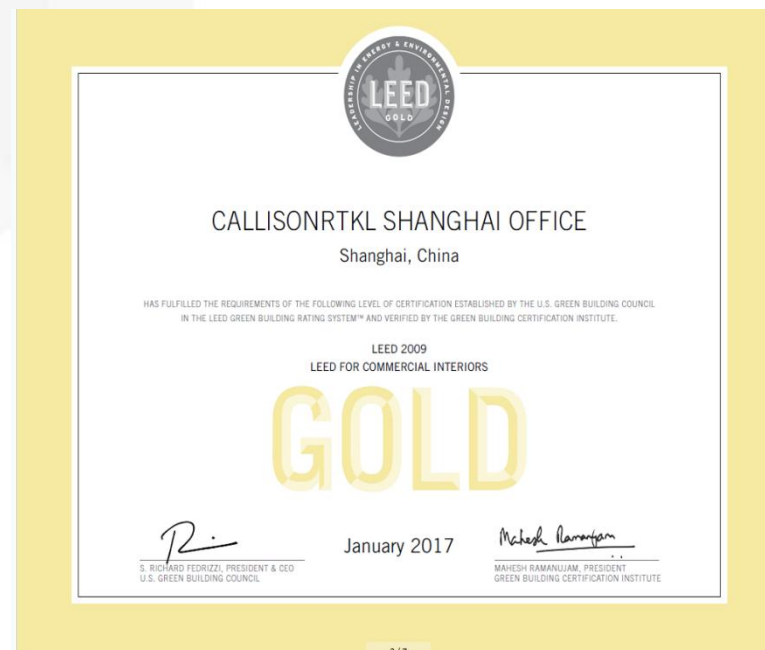 LEADERSHIP IN ENERGY & ENVIRONMENTAL DESIGN
LEED
GOLD
CALLISONRTKL SHANGHAI OFFICE
Shanghai, China
HAS FULFILLED THE REQUIREMENTS OF THE FOLLOWING LEVEL OF CERTIFICATION ESTABLISHED BY THE U.S. GREEN BUILDING COUNCIL
IN THE LEED GREEN BUILDING RATING SYSTEM™ AND VERIFIED BY THE GREEN BUILDING CERTIFICATION INSTITUTE.
LEED 2009
LEED FOR COMMERCIAL INTERIORS
GOLD
January 2017
Mahesh Ramanujam
S. RICHARD FEDRIZZI, PRESIDENT & CEO
U.S. GREEN BUILDING COUNCIL
MAHESH RAMANUJAM, PRESIDENT
GREEN BUILDING CERTIFICATION INSTITUTE